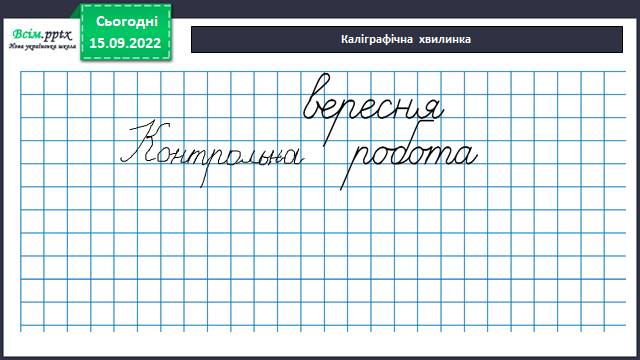 Всім.pptx
Нова українська школа
Сьогодні
15.09.2022
Каліграфічна хвилинка
вересня
Контрольна робота